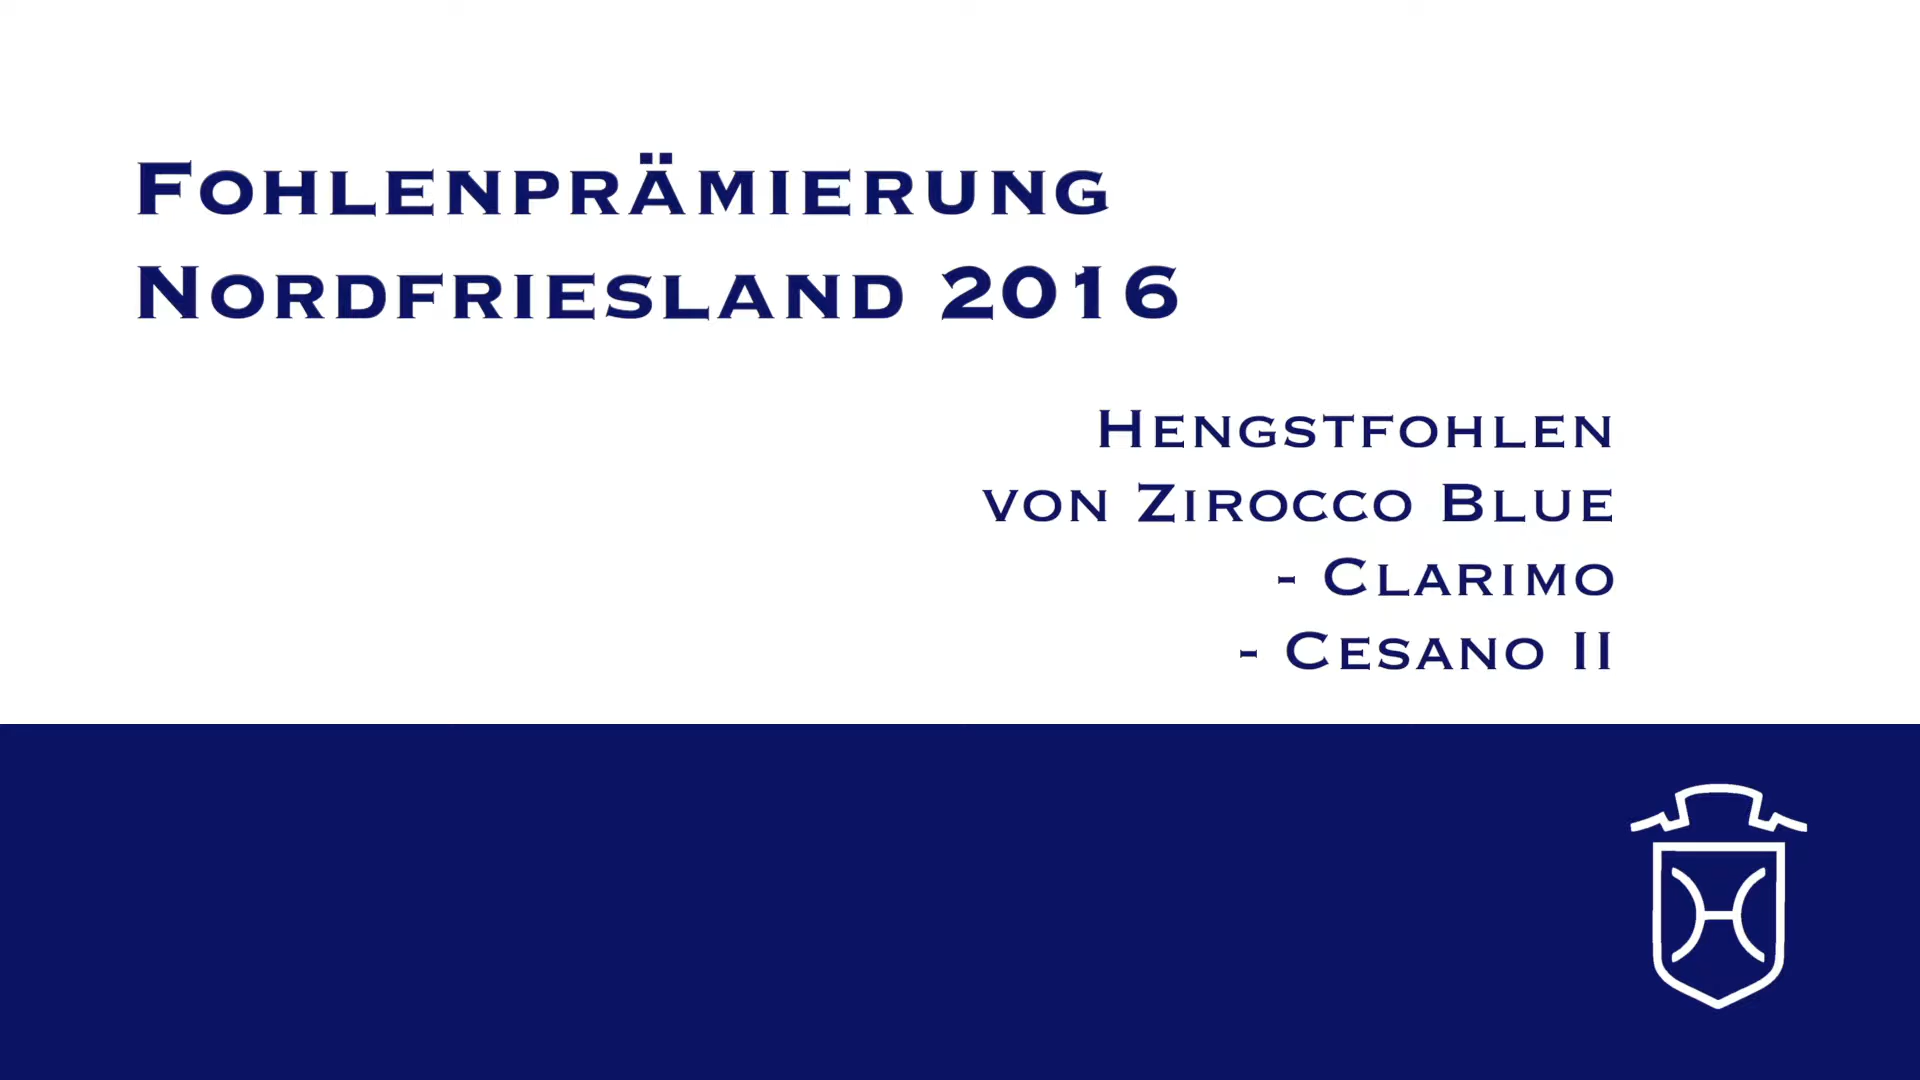 Fohlenprämierung
Nordfriesland 2016
Hengstfohlen
von Zirocco Blue
- Clarimo
- Cesano II